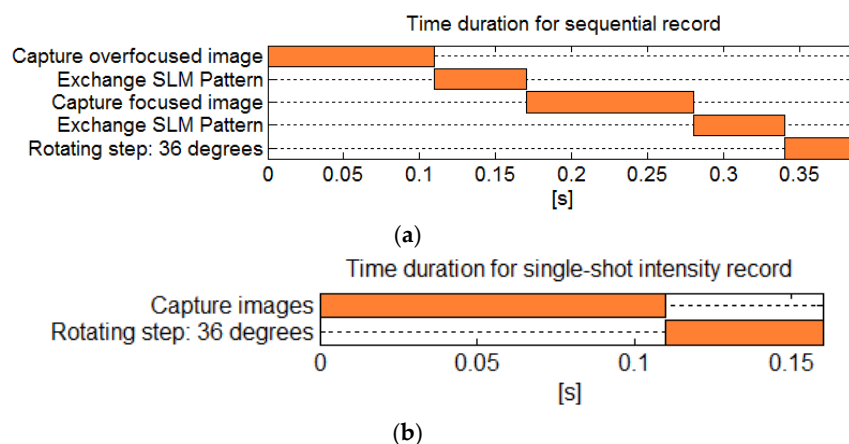 Time duration for sequential record
Capture overfocused image
Exchange SLM Pattern
Capture focused image
Exchange SLM Pattern
Rotating step: 36 degrees
0 0.05 0.1 0.15 0.2 0.25 0.3 0.35
[s]
(a)
Time duration for single-shot intensity record
Capture images
Rotating step: 36 degrees
0 0.05 0.1 0.15
[s]
(b)